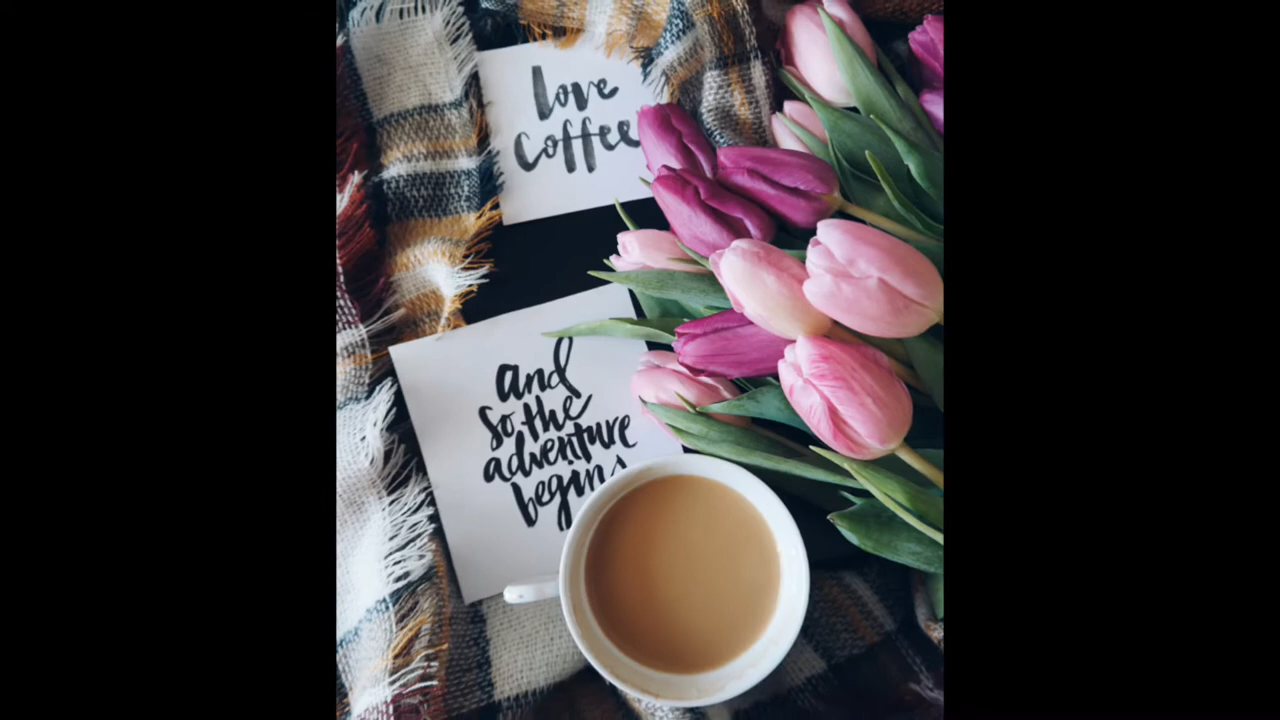 love
coffee
and
so the
adventure
begins